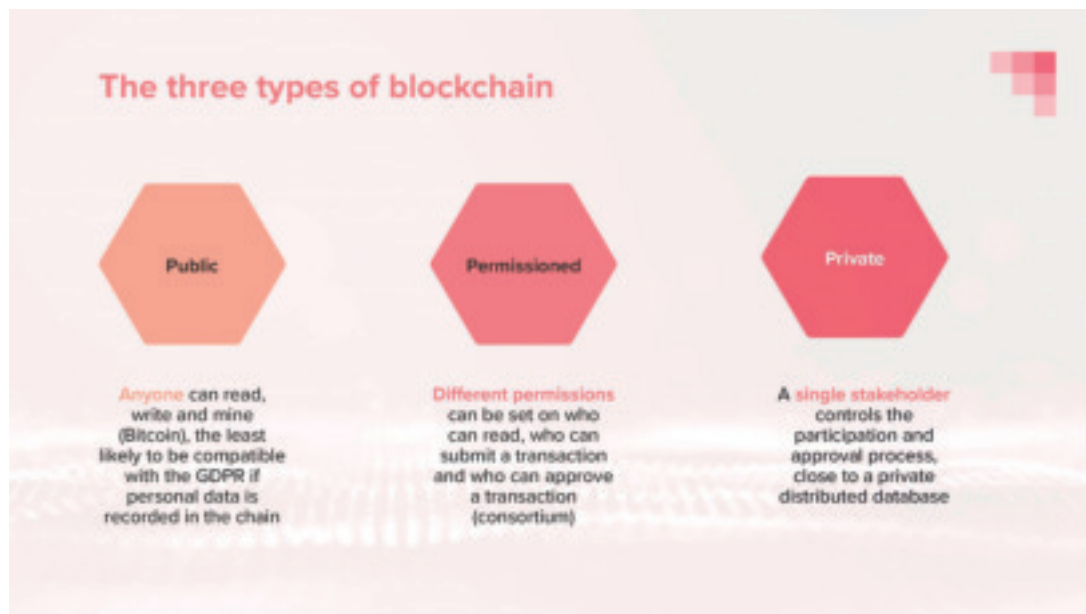 The three types of blockchain
Public
Permissioned
Private
Anyone can read,
write and mine
(Bitcoin), the least
likely to be compatible
with the GDPR if
personal data is
recorded in the chain
Different permissions
can be set on who
can read, who can
submit a transaction
and who can approve
a transaction
(consortium)
A single stakeholder
controls the
participation and
approval process,
close to a private
distributed database